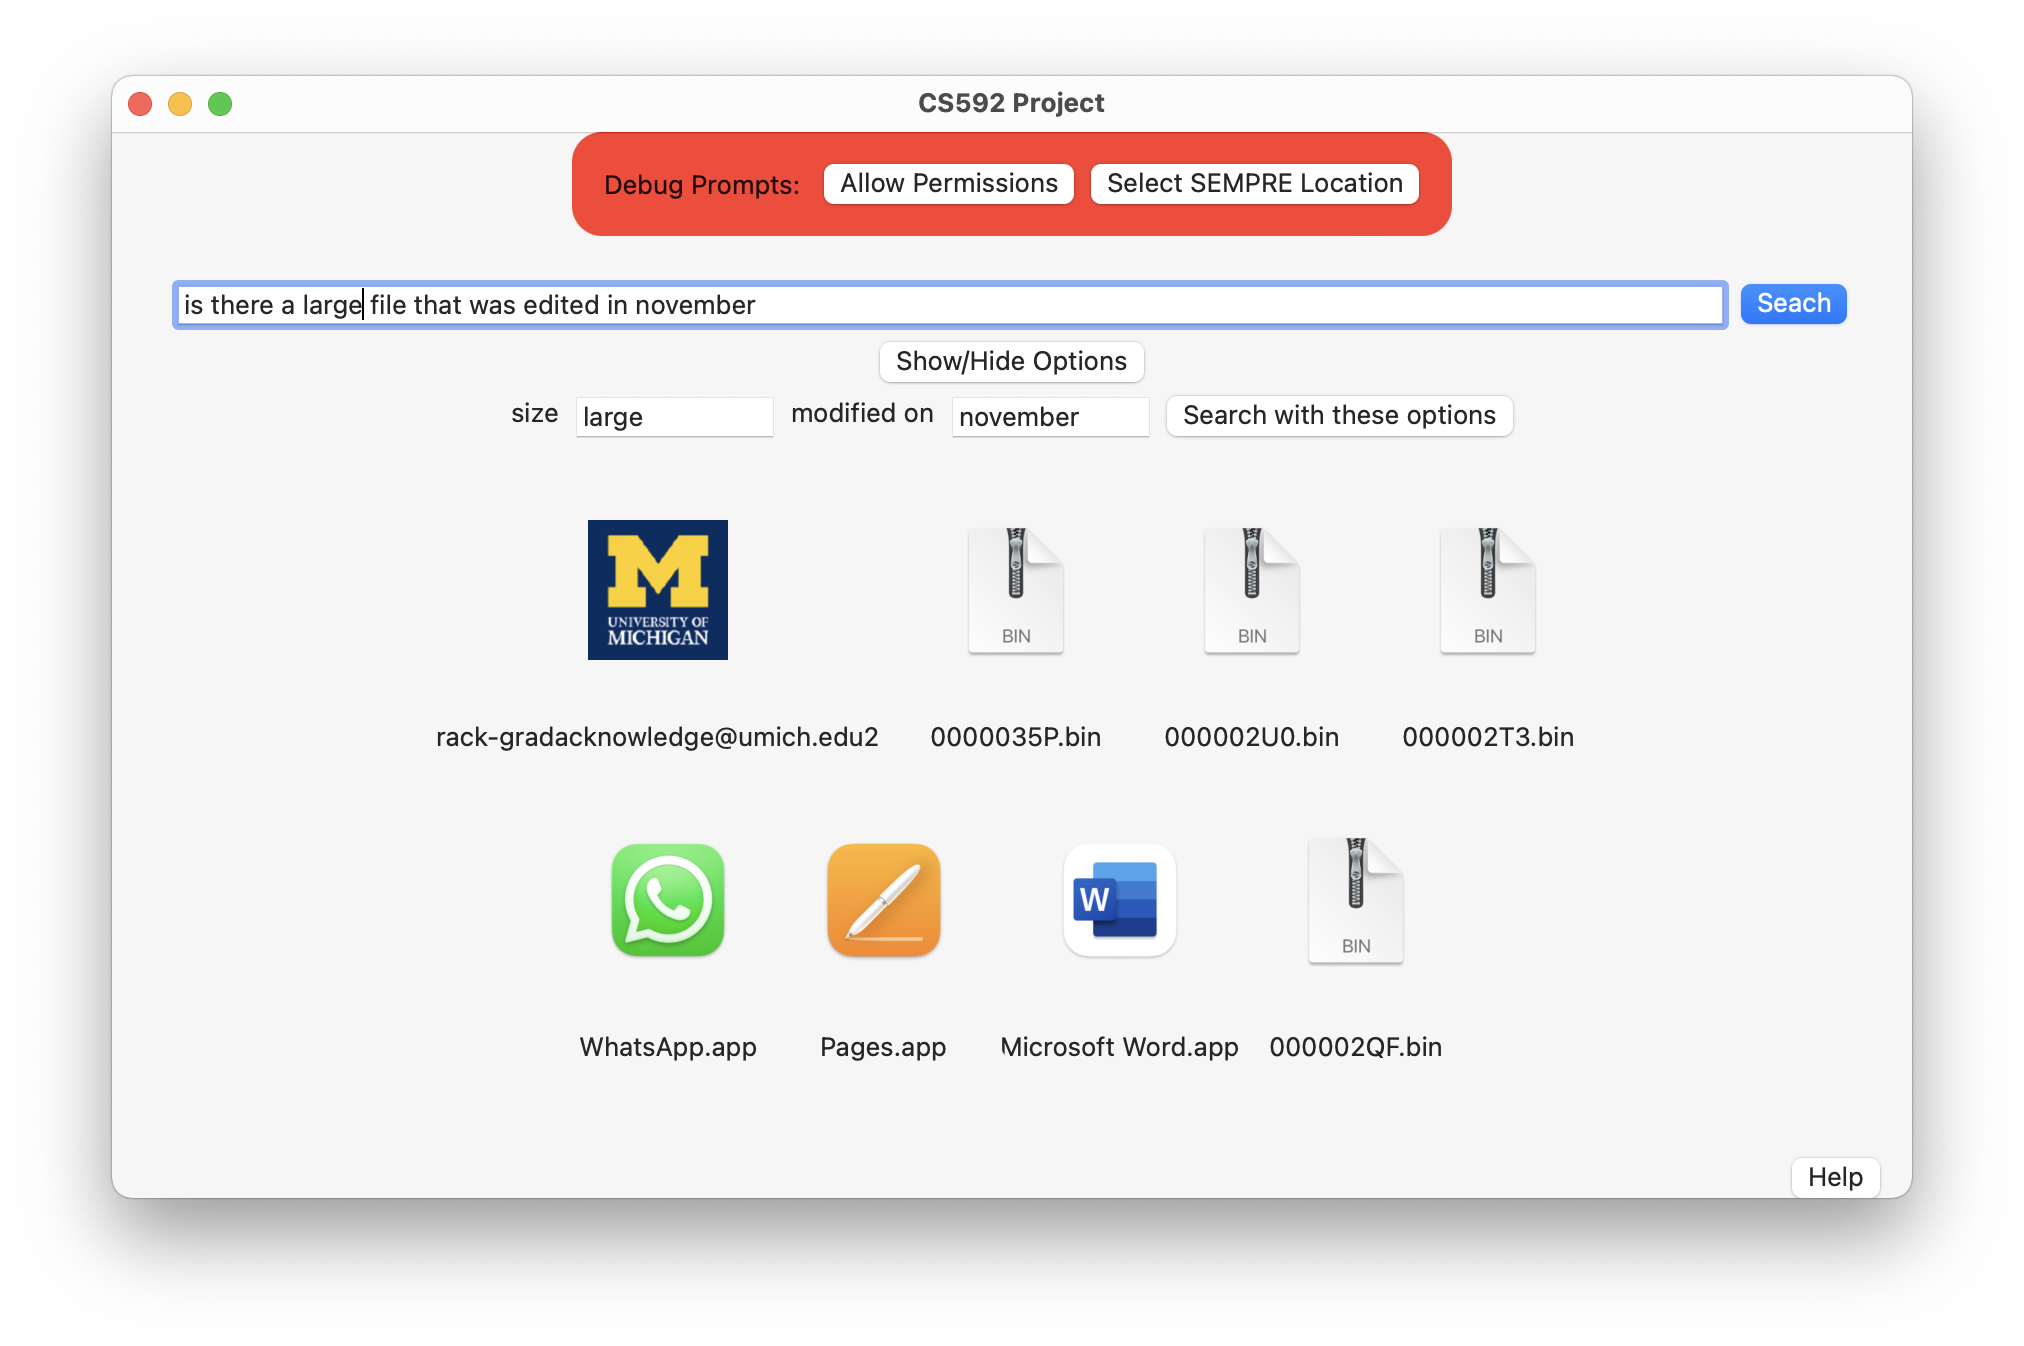 CS592 Project
Debug Prompts: Allow Permissions Select SEMPRE Location
is there a large file that was edited in november Seach
Show/Hide Options
size large modified on november Search with these options
M
UNIVERSITY OF
MICHIGAN
BIN BIN BIN
rack-gradacknowledge@umich.edu2 0000035P.bin 000002U0.bin 000002T3.bin
W
BIN
WhatsApp.app Pages.app Microsoft Word.app 000002QF.bin
Help